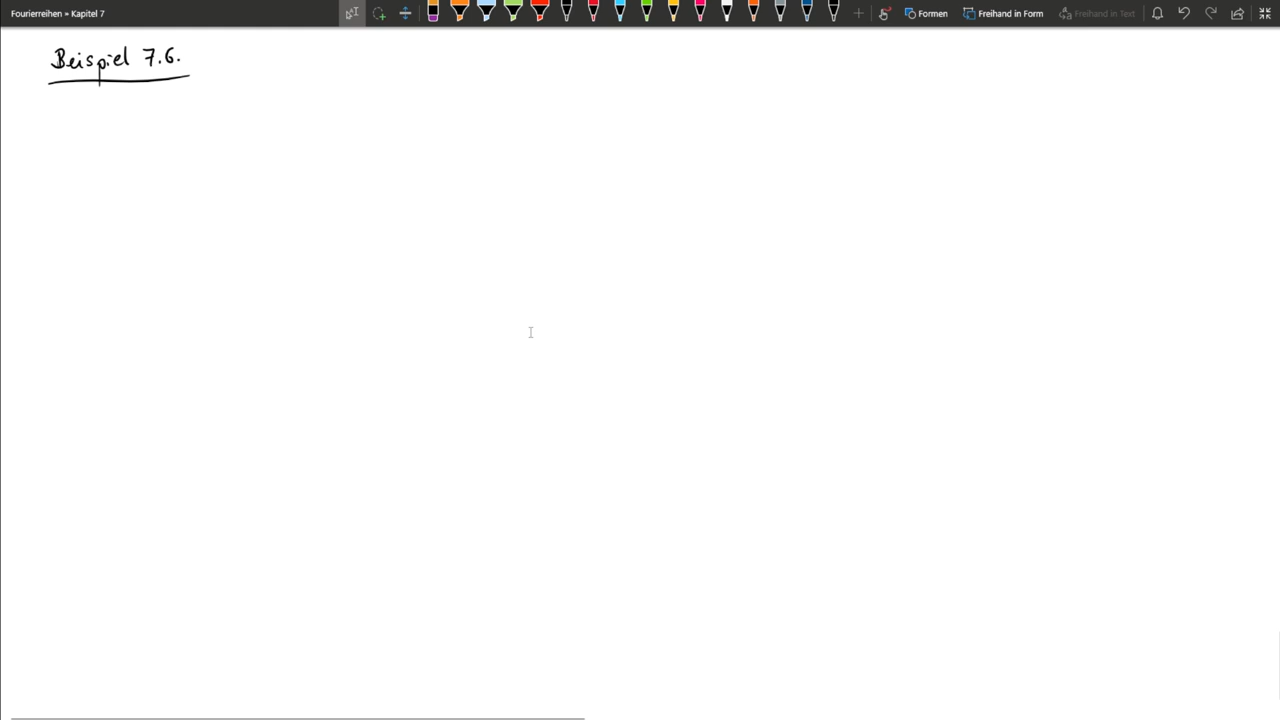 Fourierreihen » Kapitel 7
Formen
Freihand in Form
Freihand in Text
Beispiel 7.6.